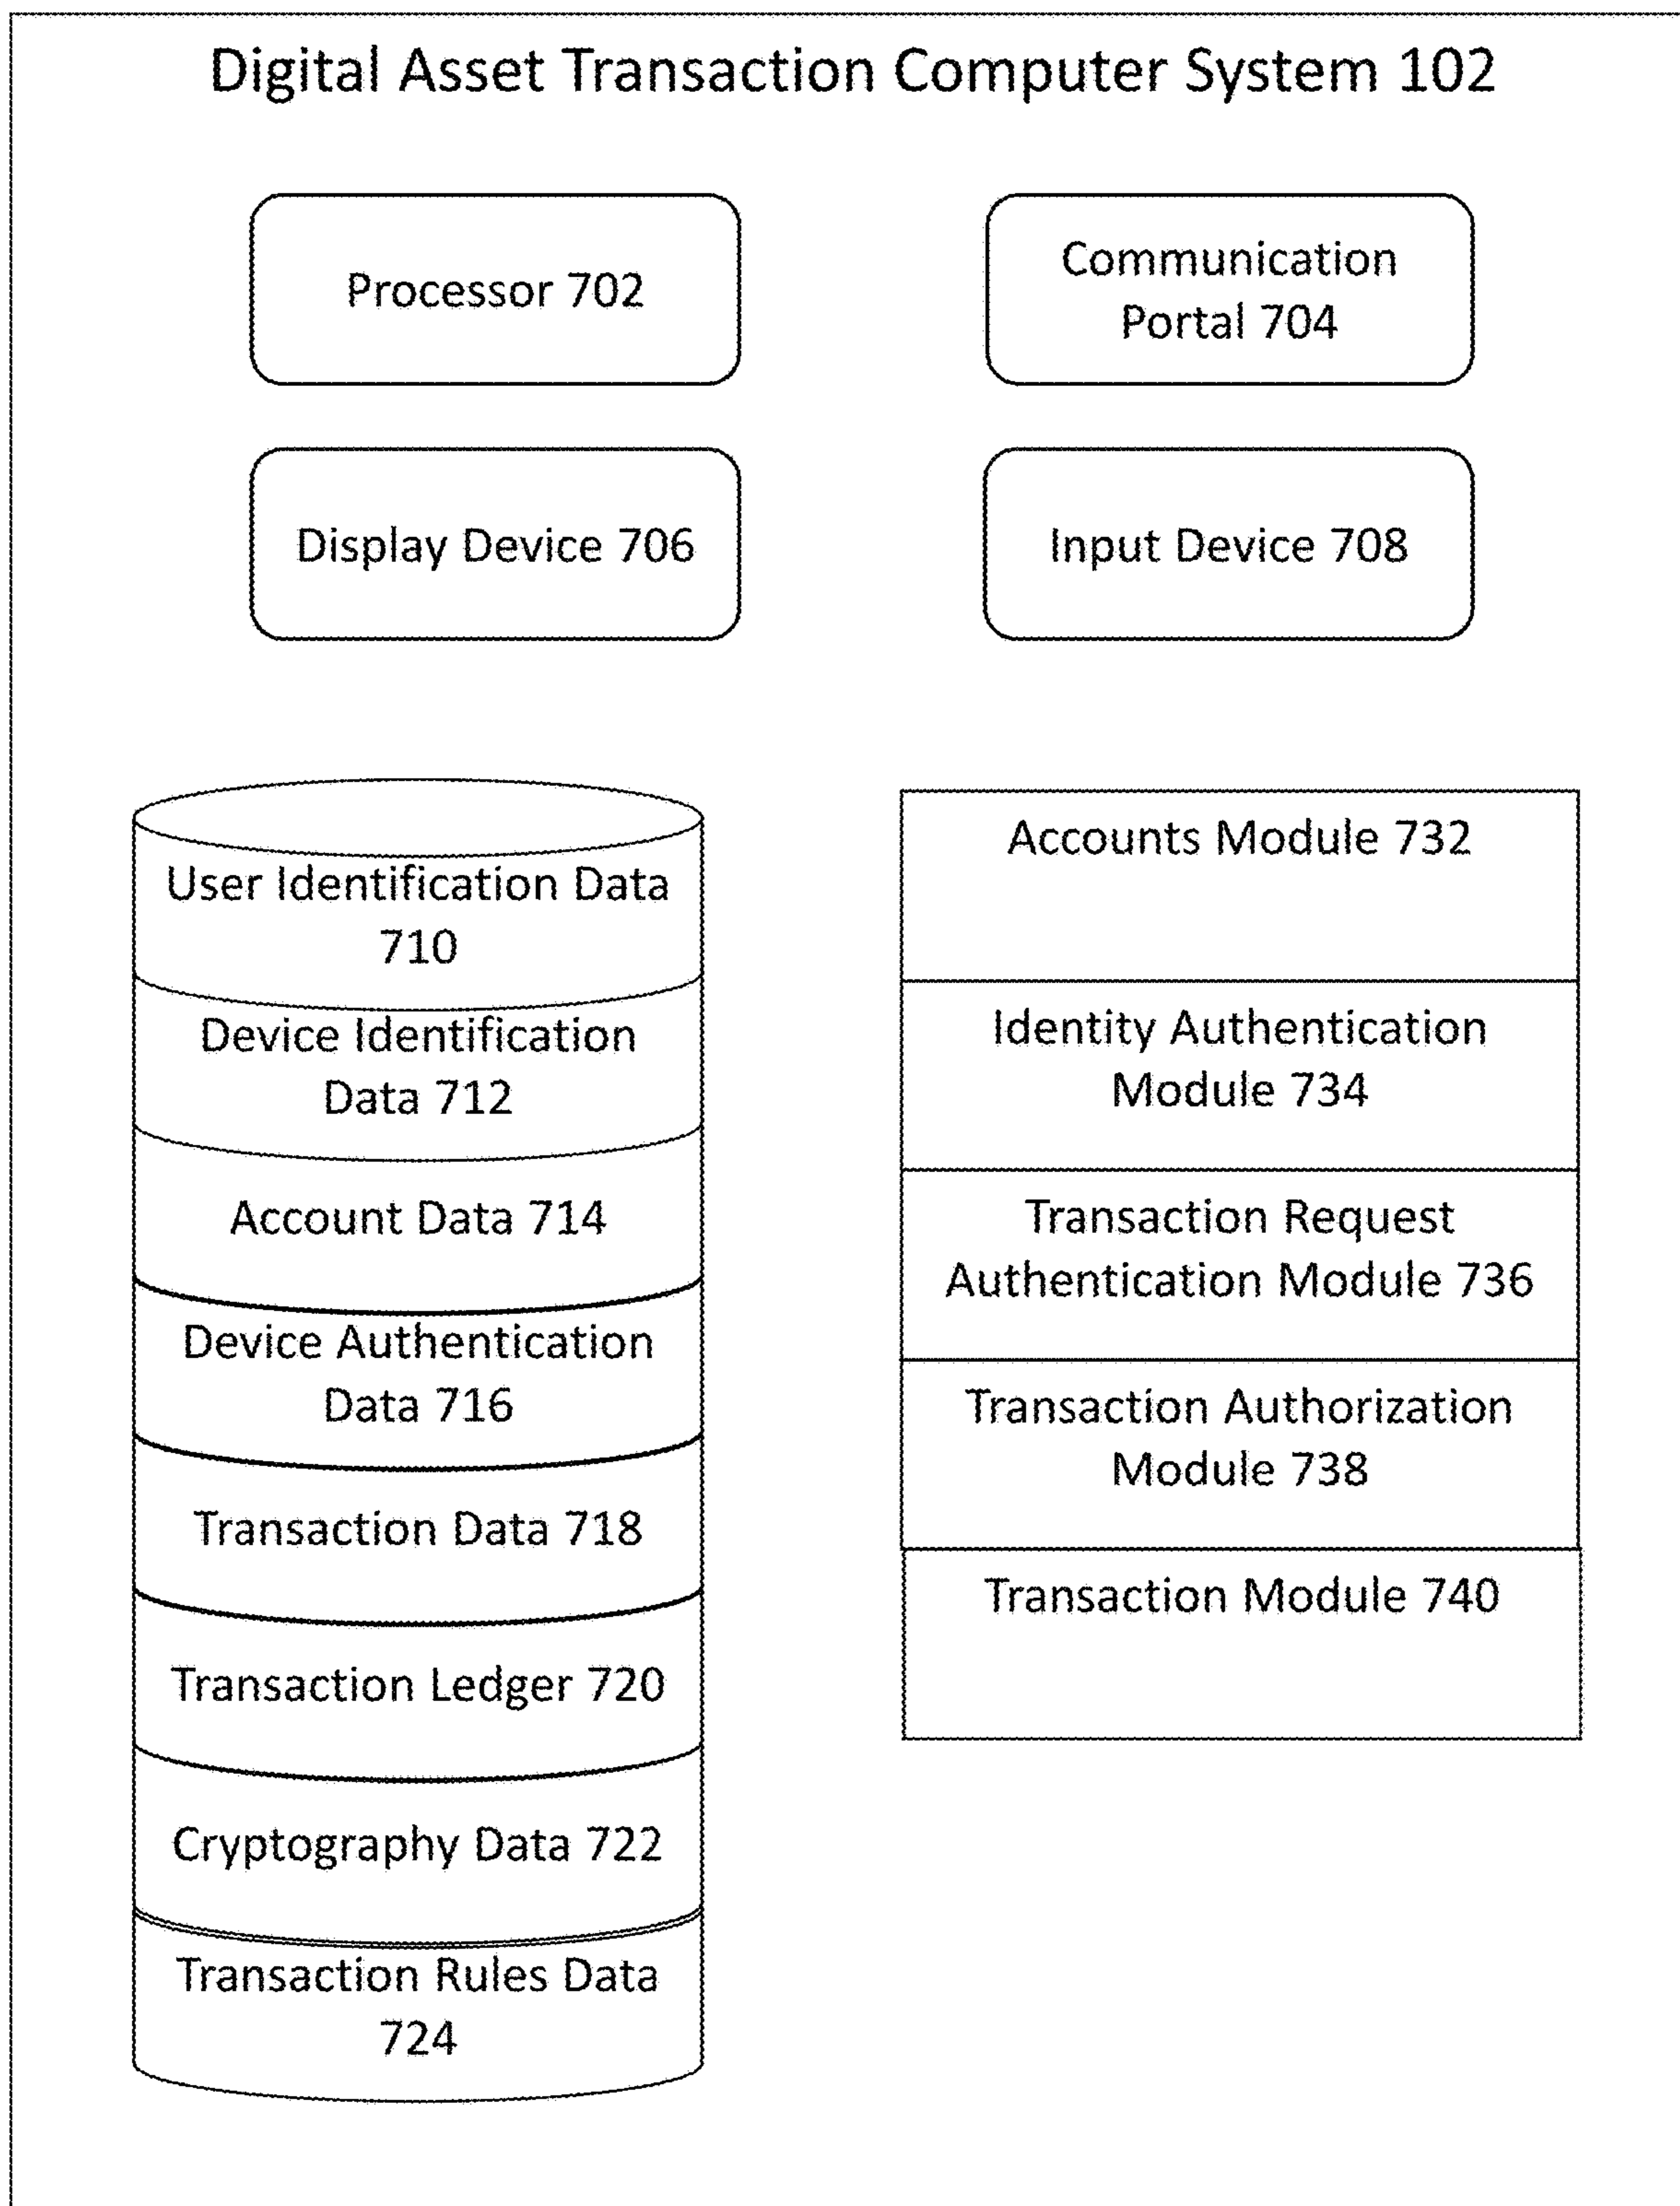 Digital Asset Transaction Computer System 102
Processor 702
Communication
Portal 704
Display Device 706
Input Device 708
User Identification Data
710
Device Identification
Data 712
Account Data 714
Device Authentication
Data 716
Transaction Data 718
Transaction Ledger 720
Cryptography Data 722
Transaction Rules Data
724
Accounts Module 732
Identity Authentication
Module 734
Transaction Request
Authentication Module 736
Transaction Authorization
Module 738
Transaction Module 740